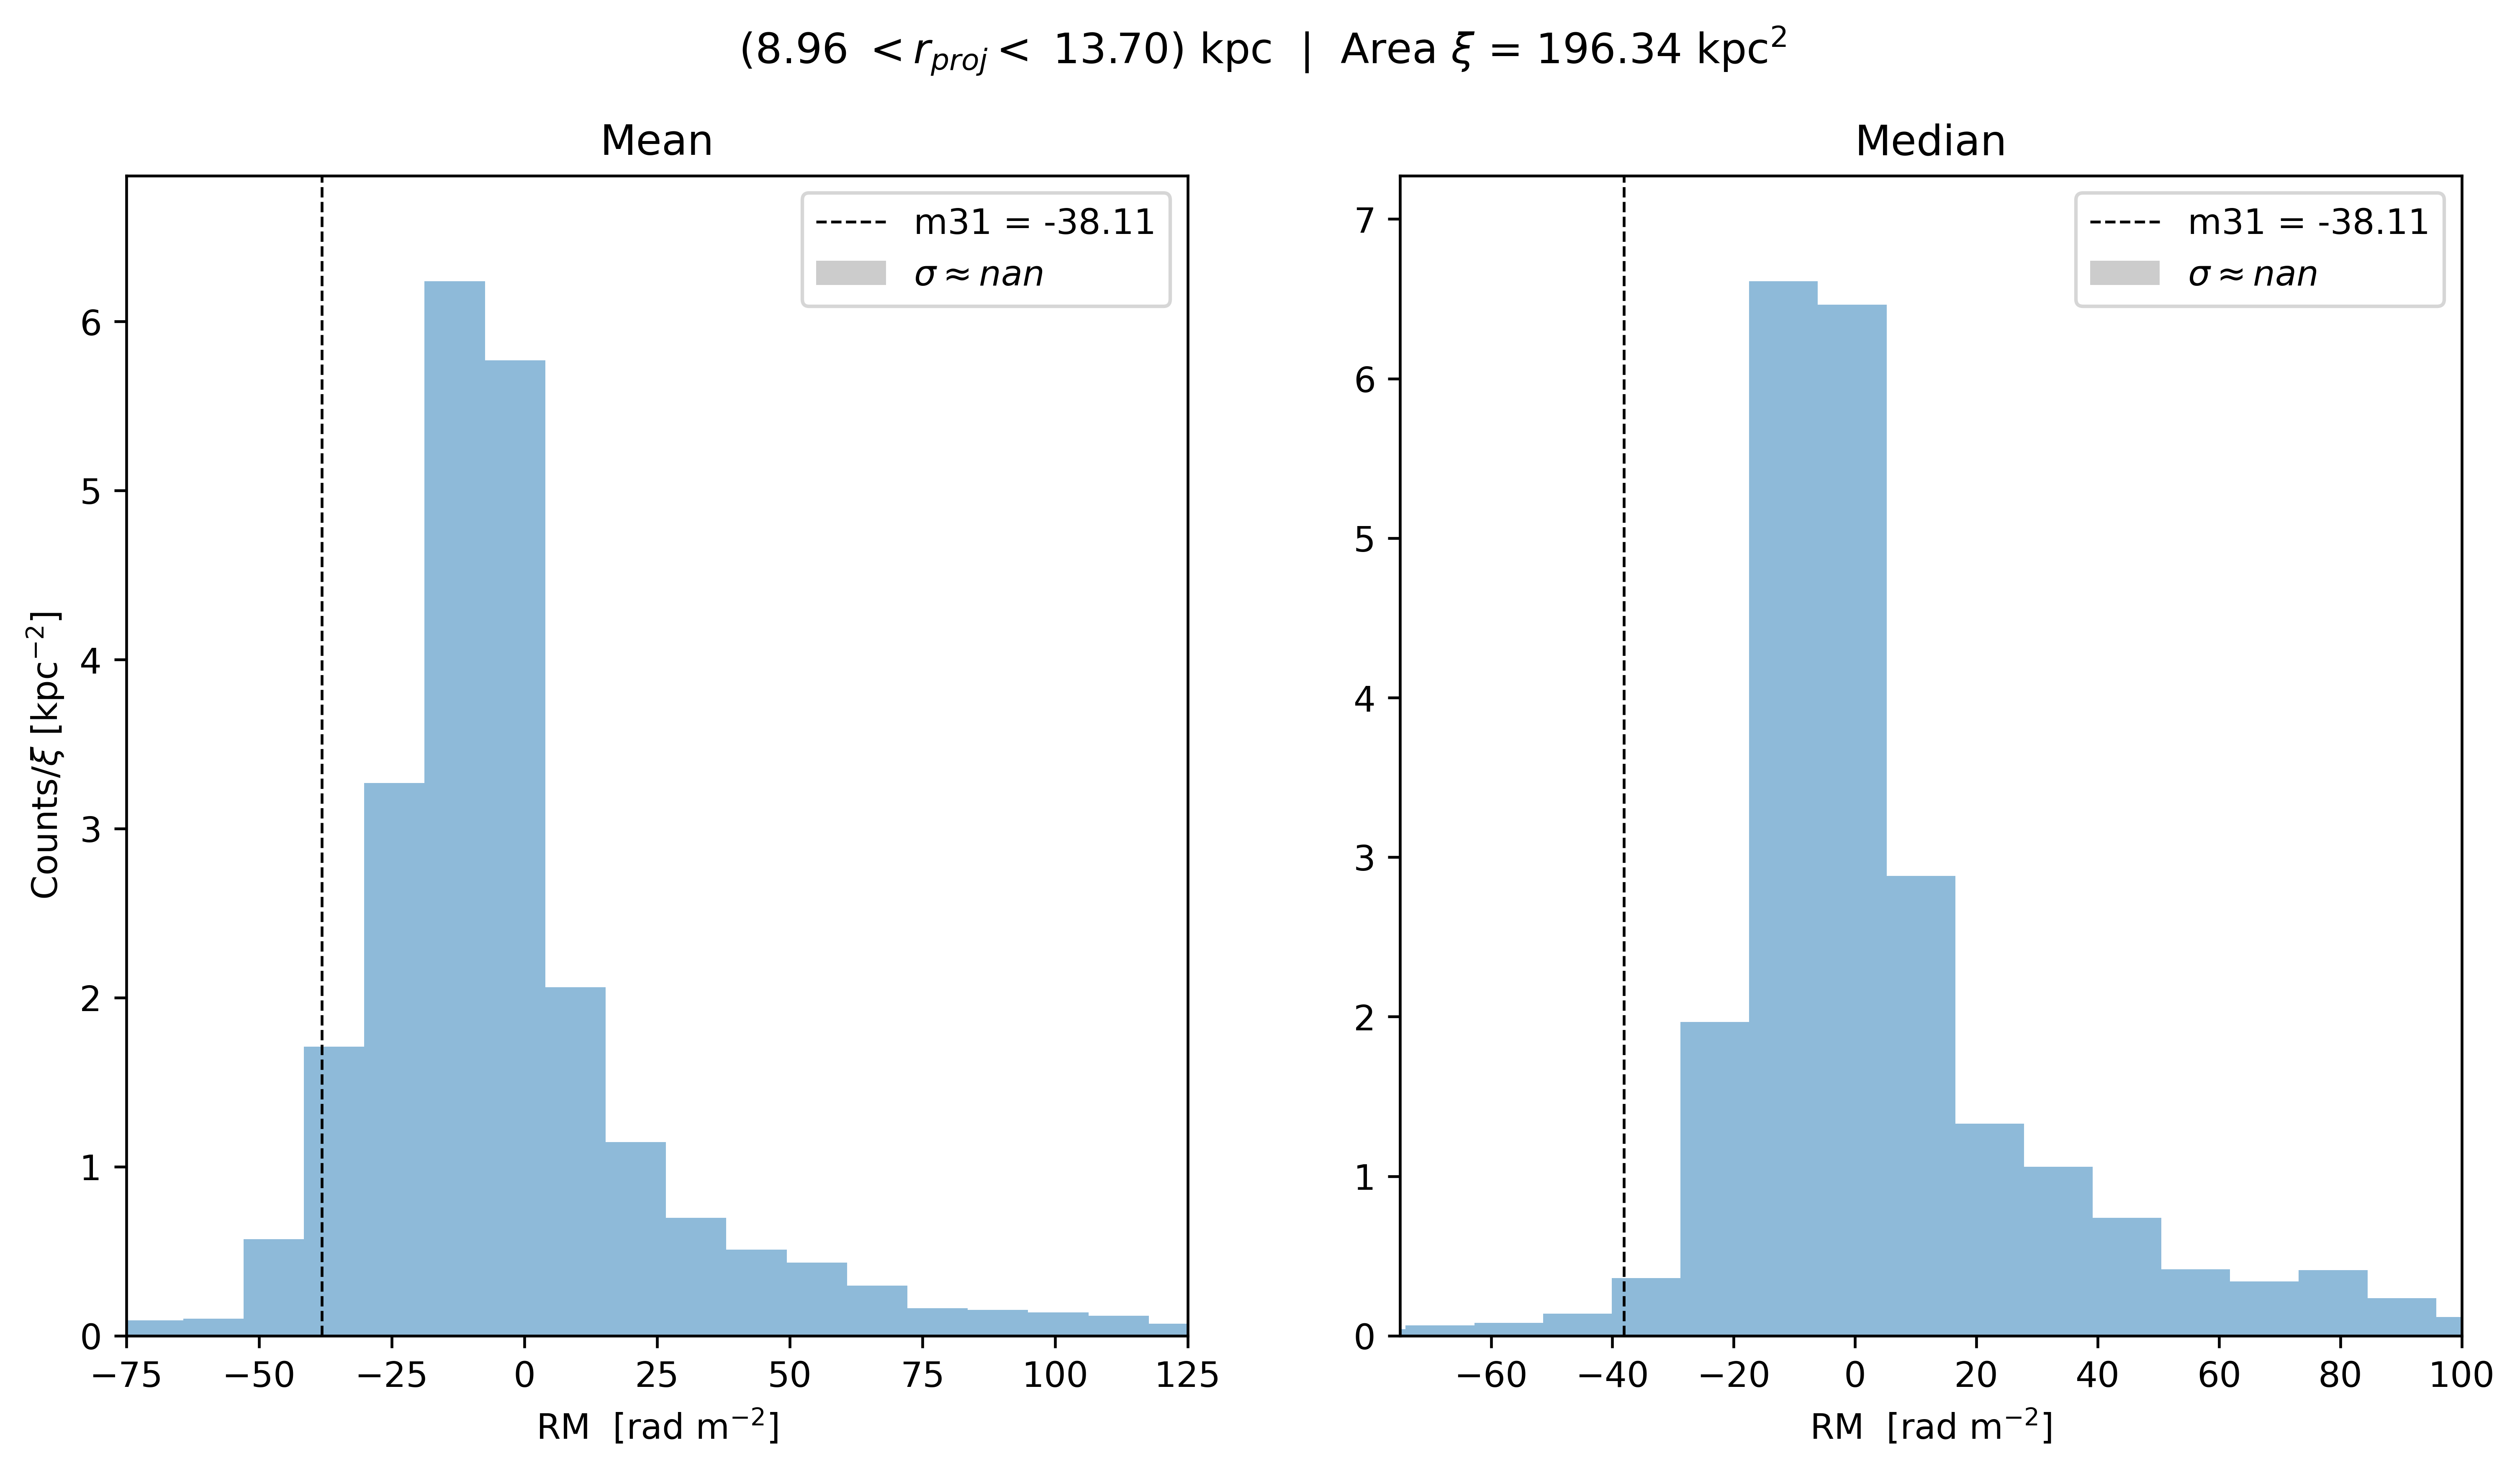 (8.96 < r_proj < 13.70) kpc | Area ξ = 196.34 kpc²
Mean
m31 = -38.11
σ ≈ nan
Counts/ξ [kpc⁻²]
6
5
4
3
2
1
0
−75 −50 −25 0 25 50 75 100 125
RM [rad m⁻²]
Median
m31 = -38.11
σ ≈ nan
7
6
5
4
3
2
1
0
−60 −40 −20 0 20 40 60 80 100
RM [rad m⁻²]